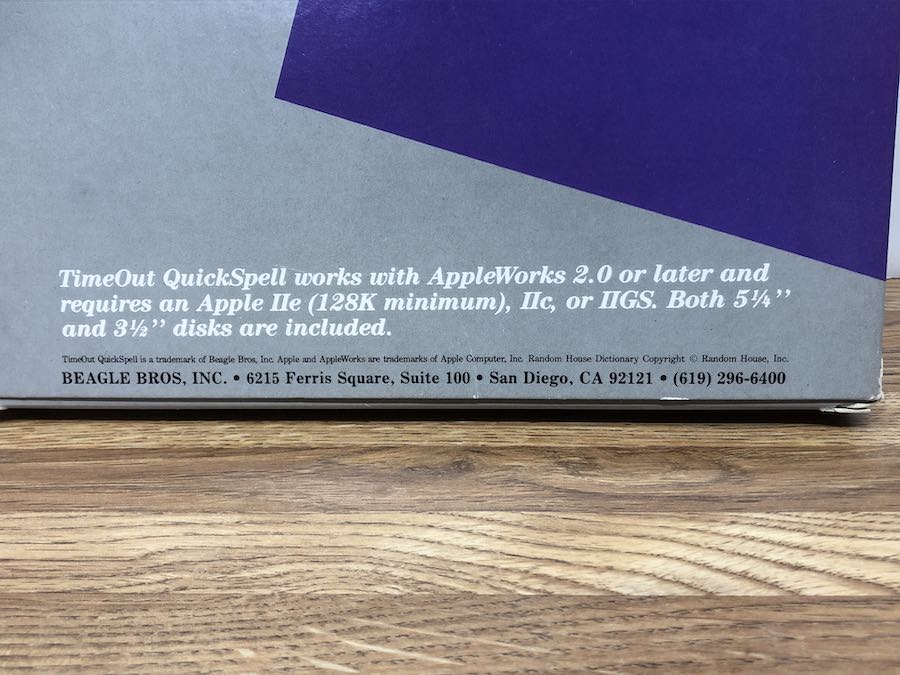 TimeOut QuickSpell works with AppleWorks 2.0 or later and
requires an Apple IIe (128K minimum), IIc, or IIGS. Both 5¼’’
and 3½’’ disks are included.
TimeOut QuickSpell is a trademark of Beagle Bros, Inc. Apple and AppleWorks are trademarks of Apple Computer, Inc. Random House Dictionary Copyright © Random House, Inc.
BEAGLE BROS, INC. • 6215 Ferris Square, Suite 100 • San Diego, CA 92121 • (619) 296-6400